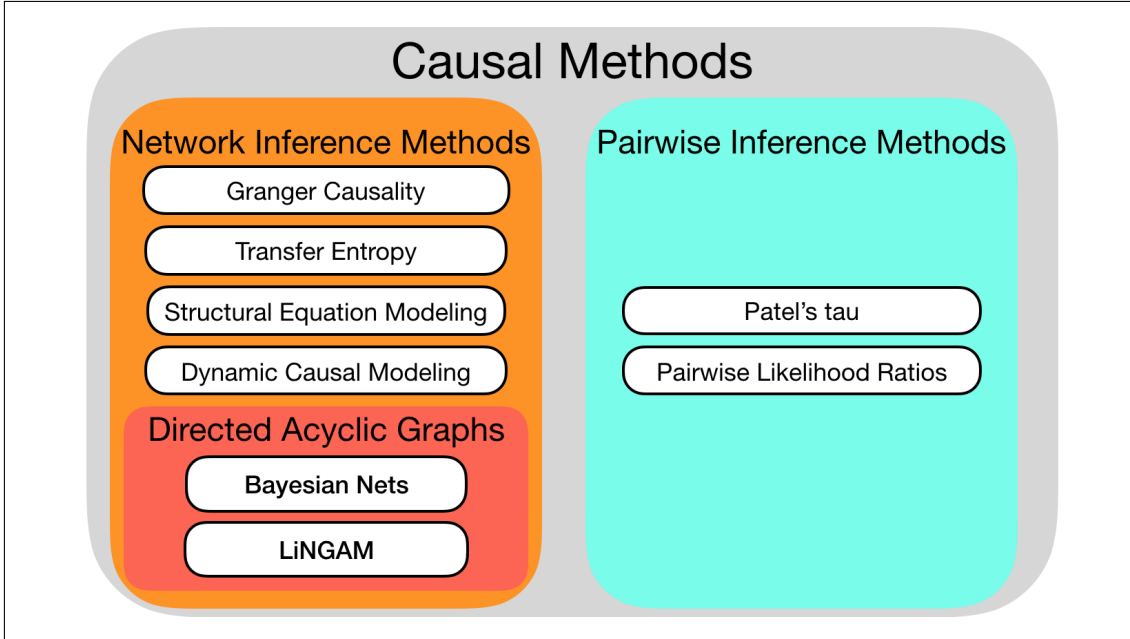 Causal Methods
Network Inference Methods
Granger Causality
Transfer Entropy
Structural Equation Modeling
Dynamic Causal Modeling
Directed Acyclic Graphs
Bayesian Nets
LiNGAM
Pairwise Inference Methods
Patel’s tau
Pairwise Likelihood Ratios